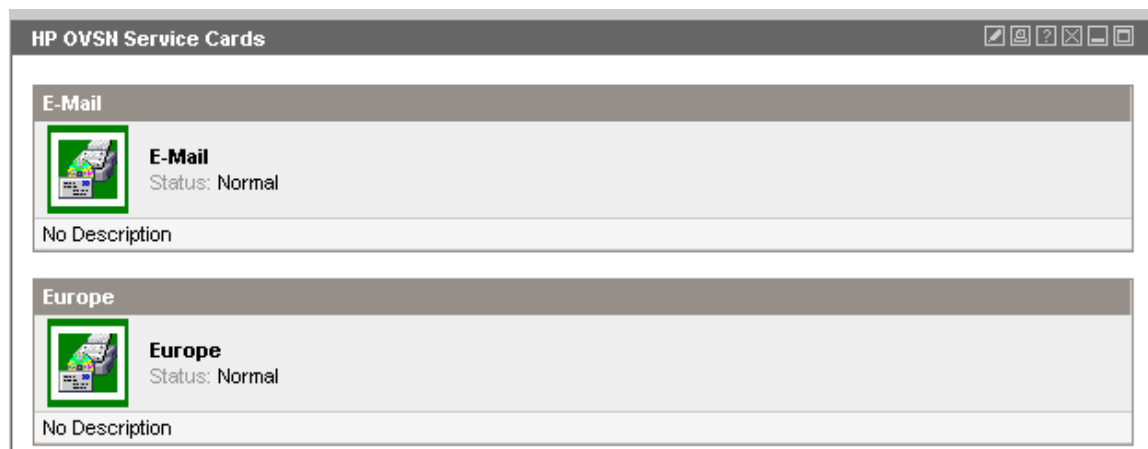 HP OVSN Service Cards
E-Mail
E-Mail
Status: Normal
No Description
Europe
Europe
Status: Normal
No Description